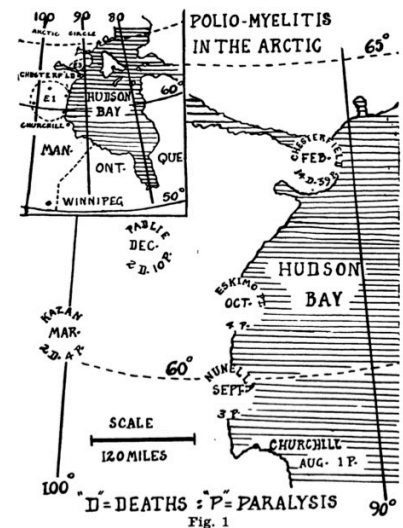 POLIO-MYELITIS
IN THE ARCTIC
100 90 80
ARCTIC CIRCLE
CHESTERFIELD
E1
CHURCHILL
HUDSON
BAY
60°
MAN.
ONT.
QUE
WINNIPEG
50°
65°
CHESTERFIELD
FEB.
14 D. 39 P.
PADLIE
DEC.
2 D. 10 P.
HUDSON
BAY
ESKIMO PT
OCT.
4 P.
KAZAN
MAR.
2 D. 4 P.
60°
NUNELLA
SEPT.
3 P.
SCALE
120 MILES
CHURCHILL
AUG. 1 P.
100°
90°
"D"=DEATHS : "P"=PARALYSIS
Fig. 1